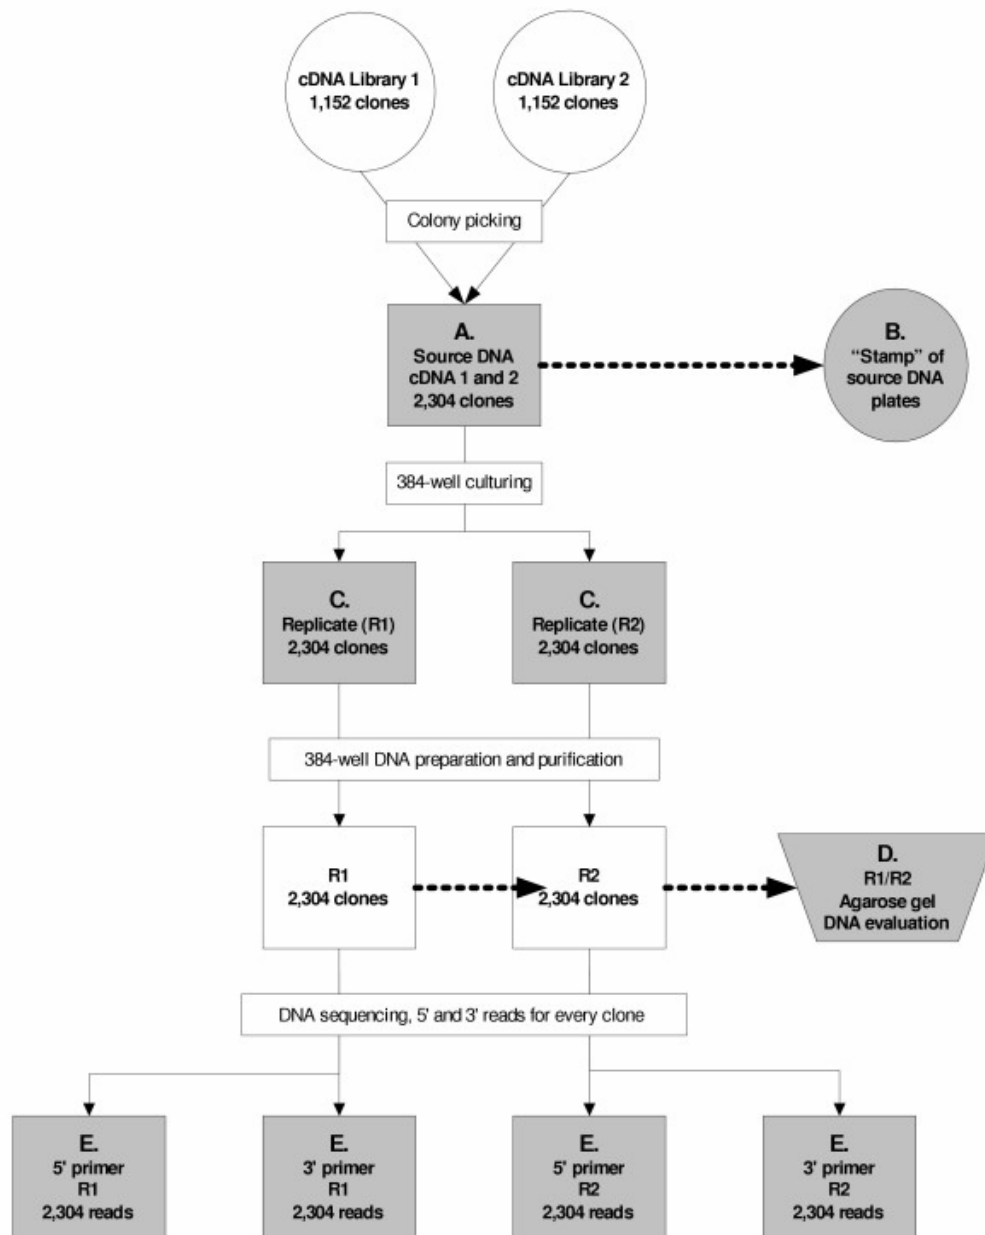 cDNA Library 1
1,152 clones
cDNA Library 2
1,152 clones
Colony picking
A.
Source DNA
cDNA 1 and 2
2,304 clones
B.
“Stamp” of
source DNA
plates
384-well culturing
C.
Replicate (R1)
2,304 clones
C.
Replicate (R2)
2,304 clones
384-well DNA preparation and purification
R1
2,304 clones
R2
2,304 clones
D.
R1/R2
Agarose gel
DNA evaluation
DNA sequencing, 5' and 3' reads for every clone
E.
5' primer
R1
2,304 reads
E.
3' primer
R1
2,304 reads
E.
5' primer
R2
2,304 reads
E.
3' primer
R2
2,304 reads